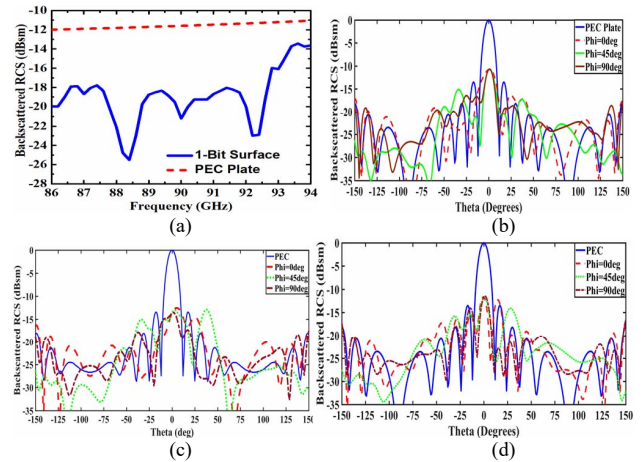 Backscattered RCS (dBsm)
-10
-12
-14
-16
-18
-20
-22
-24
-26
-28
1-Bit Surface
PEC Plate
86 87 88 89 90 91 92 93 94
Frequency (GHz)
(a)
Backscattered RCS (dBsm)
0
-5
-10
-15
-20
-25
-30
-35
PEC Plate
Phi=0deg
Phi=45deg
Phi=90deg
-150 -125 -100 -75 -50 -25 0 25 50 75 100 125 150
Theta (Degrees)
(b)
Backscattered RCS (dBsm)
0
-5
-10
-15
-20
-25
-30
-35
PEC
Phi=0deg
Phi=45deg
Phi=90deg
-150 -125 -100 -75 -50 -25 0 25 50 75 100 125 150
Theta (deg)
(c)
Backscattered RCS (dBsm)
0
-5
-10
-15
-20
-25
-30
-35
PEC
Phi=0deg
Phi=45deg
Phi=90deg
-150 -125 -100 -75 -50 -25 0 25 50 75 100 125 150
Theta (Degrees)
(d)